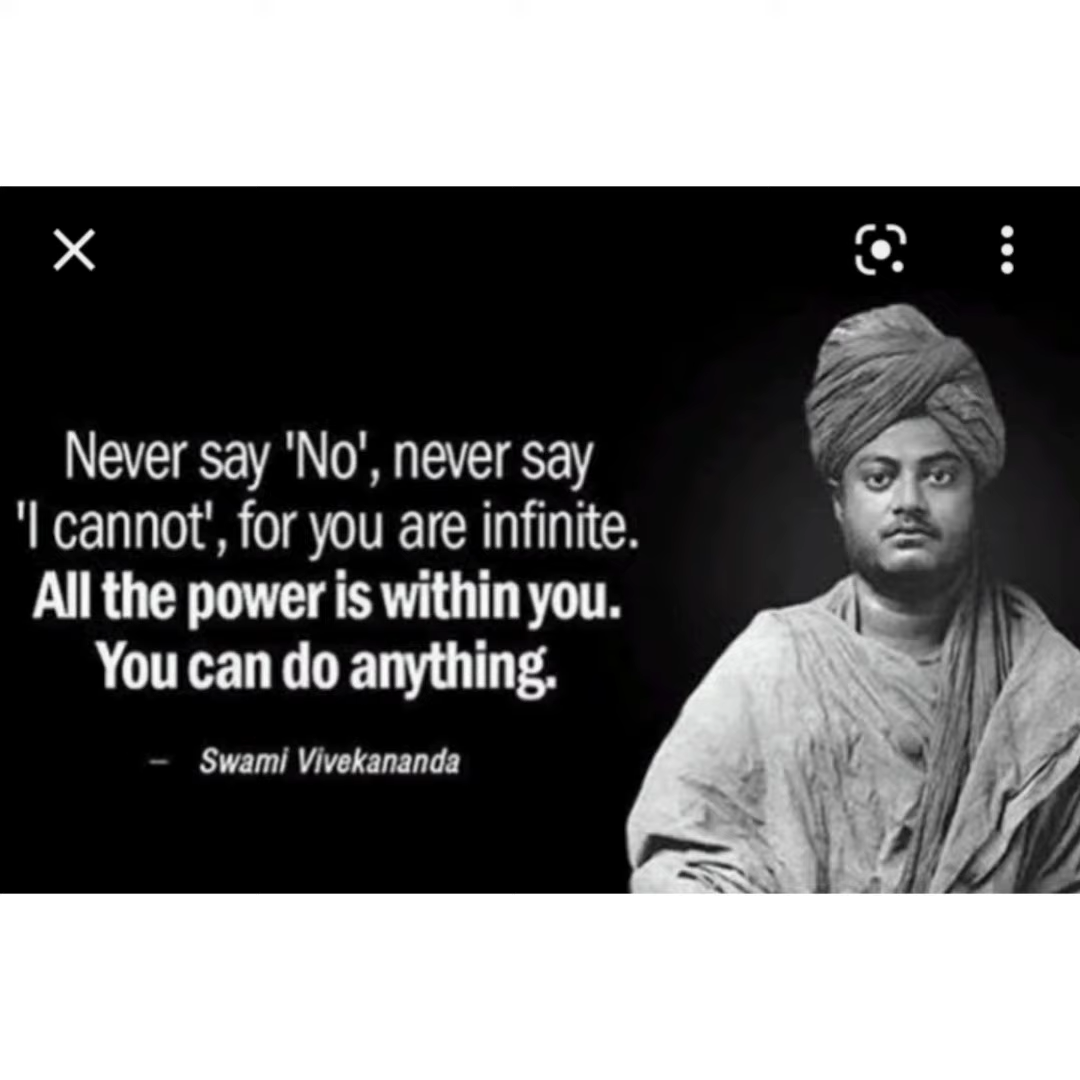 Never say 'No', never say
'I cannot', for you are infinite.
All the power is within you.
You can do anything.
– Swami Vivekananda